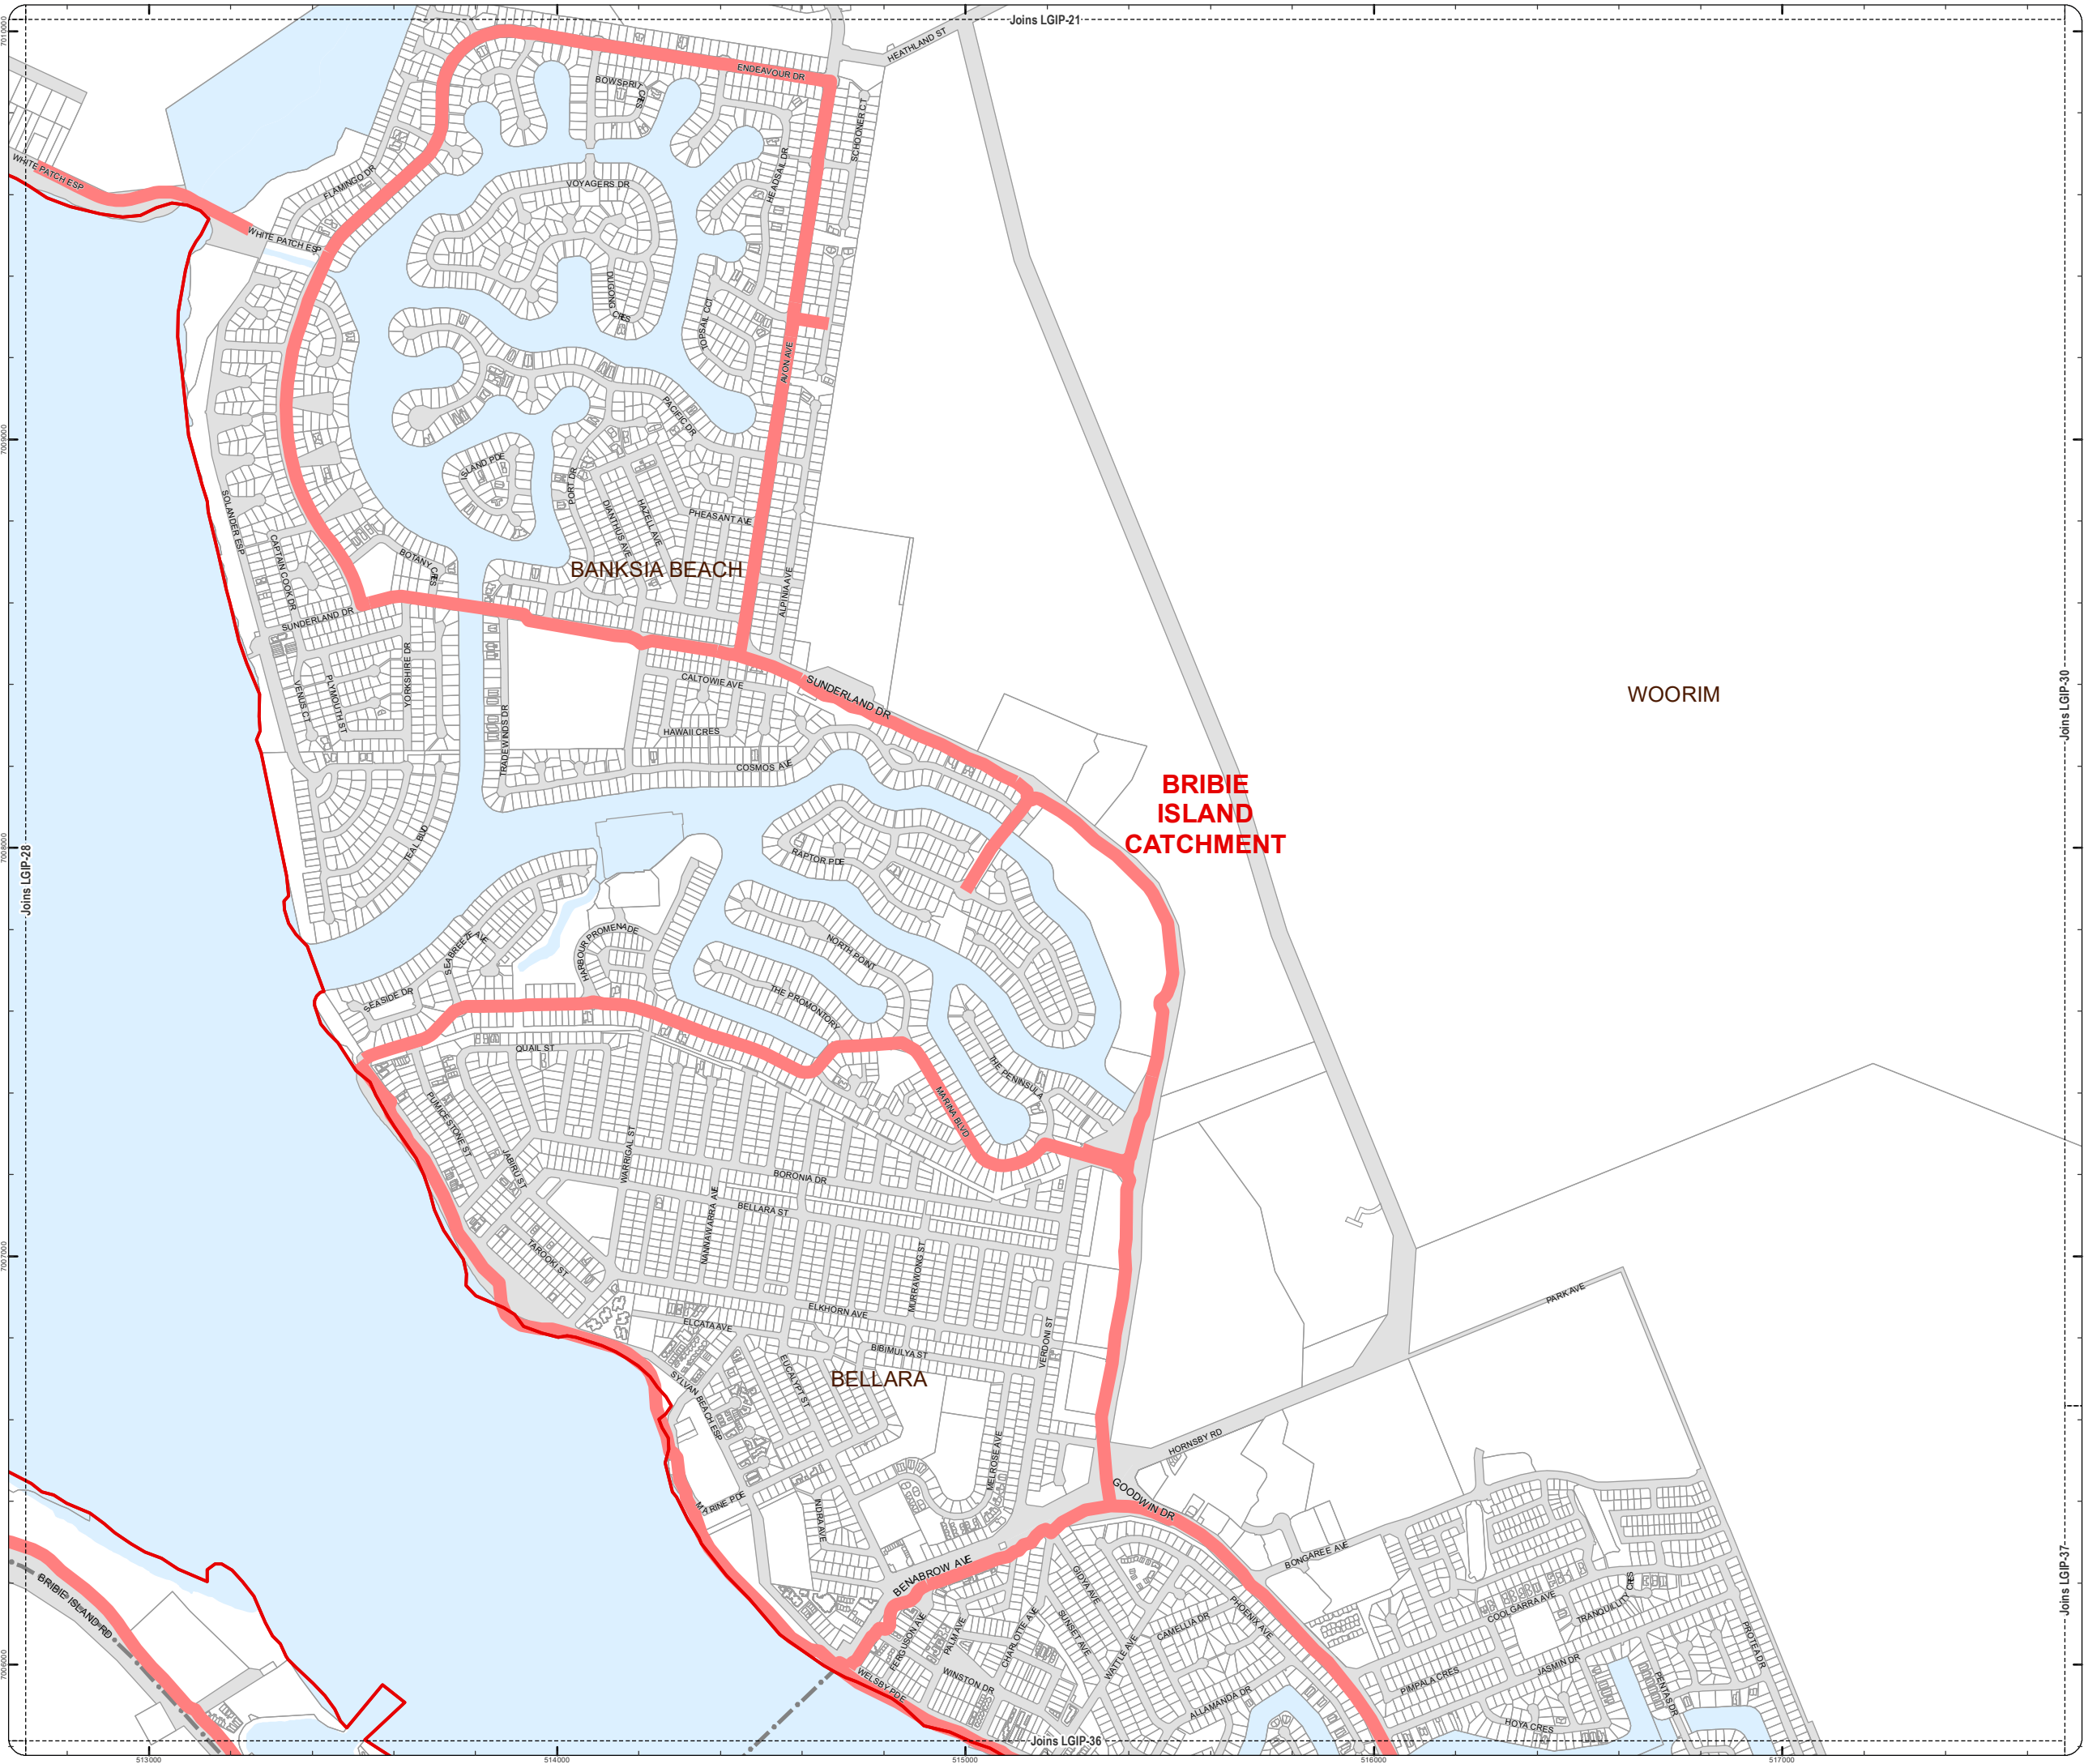 Joins LGIP-21
7010000
HEATHLAND ST
ENDEAVOUR DR
BOWSPRIT
CRES
SCHOONER CT
WHITE PATCH ESP
FLAMINGO DR
HEADSAIL DR
VOYAGERS DR
WHITE PATCH ESP
DUGONG
CRES
TOPSAIL CCT
AVON AVE
PACIFIC DR
7009000
ISLAND PDE
PORT DR
DIANTHUS AVE
HAZELL AVE
PHEASANT AVE
SOLANDER ESP
CAPTAIN COOK DR
BOTANY
CRES
BANKSIA BEACH
ALPINIA AVE
SUNDERLAND DR
VENUS CT
PLYMOUTH ST
YORKSHIRE DR
CALTOWIE AVE
SUNDERLAND DR
WOORIM
Joins LGIP-30
TRADEWINDS DR
HAWAII CRES
COSMOS AVE
BRIBIE
ISLAND
CATCHMENT
7008000
Joins LGIP-28
TEAL BLVD
RAPTOR PDE
SEABREEZE AVE
HARBOUR PROMENADE
NORTH POINT
SEASIDE DR
THE PROMONTORY
QUAIL ST
THE PENINSULA
MARINA BLVD
PUMICESTONE ST
JABIRU ST
WARRIGAL ST
BORONIA DR
BELLARA ST
NANNAWARRA AVE
7007000
TAROOKI ST
MURRAWONG ST
ELKHORN AVE
ELCATA AVE
PARK AVE
BIBIMULYA ST
VERDONI ST
EUCALYPT ST
BELLARA
SYLVAN BEACH ESP
HORNSBY RD
MELROSE AVE
MARINE PDE
INDRA AVE
GOODWIN DR
BENABROW AVE
BONGAREE AVE
BRIBIE ISLAND RD
GIDYA AVE
Joins LGIP-37
COOLGARRA AVE
TRANQUILITY CRES
FERGUSON AVE
PALM AVE
CHARLOTTE AVE
SUNSET AVE
WATTLE AVE
CAMELLIA DR
PHOENIX AVE
PROTEA DR
7006000
WELSBY PDE
WINSTON DR
PIMPALA CRES
JASMIN DR
PENTAS DR
ALLAMANDA DR
HOYA CRES
Joins LGIP-36
513000
514000
515000
516000
517000